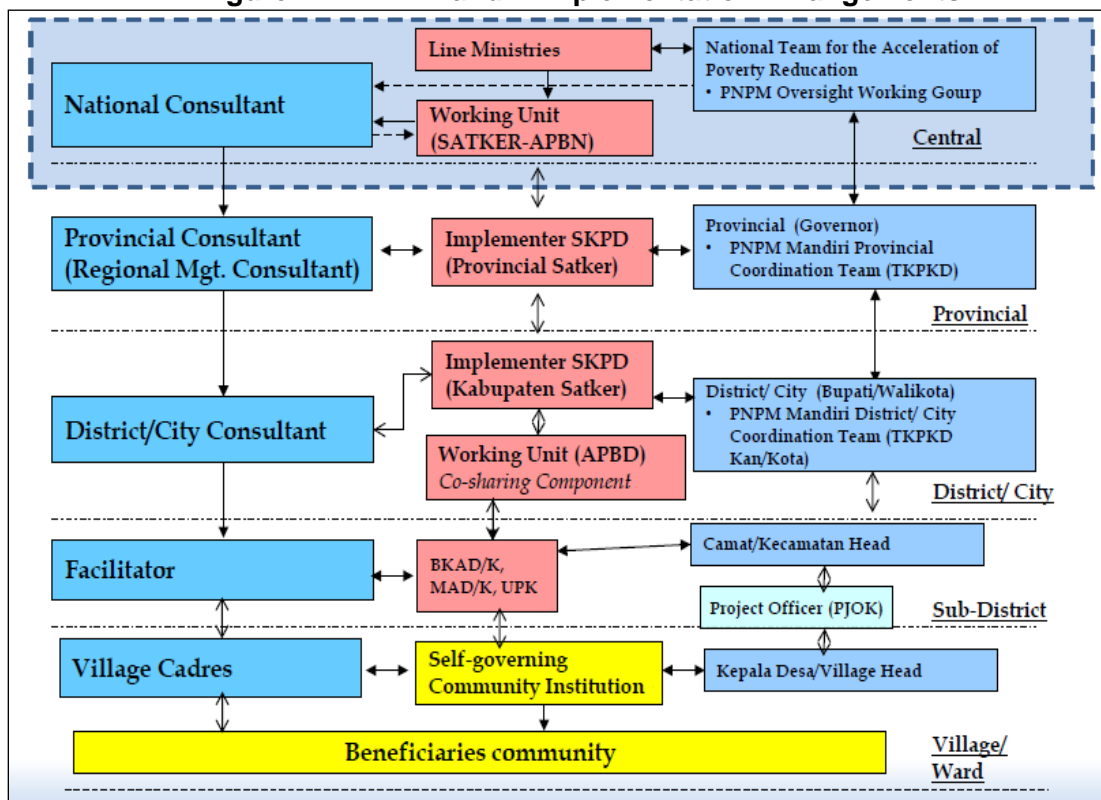 Line Ministries
National Team for the Acceleration of
Poverty Reducation
• PNPM Oversight Working Gourp
National Consultant
Working Unit
(SATKER-APBN)
Central
Provincial Consultant
(Regional Mgt. Consultant)
Implementer SKPD
(Provincial Satker)
Provincial (Governor)
• PNPM Mandiri Provincial
Coordination Team (TKPKD)
Provincial
Implementer SKPD
(Kabupaten Satker)
District/ City (Bupati/Walikota)
• PNPM Mandiri District/ City
Coordination Team (TKPKD
Kan/Kota)
District/City Consultant
Working Unit (APBD)
Co-sharing Component
District/ City
Facilitator
BKAD/K,
MAD/K, UPK
Camat/Kecamatan Head
Project Officer (PJOK)
Sub-District
Village Cadres
Self-governing
Community Institution
Kepala Desa/Village Head
Beneficiaries community
Village/
Ward